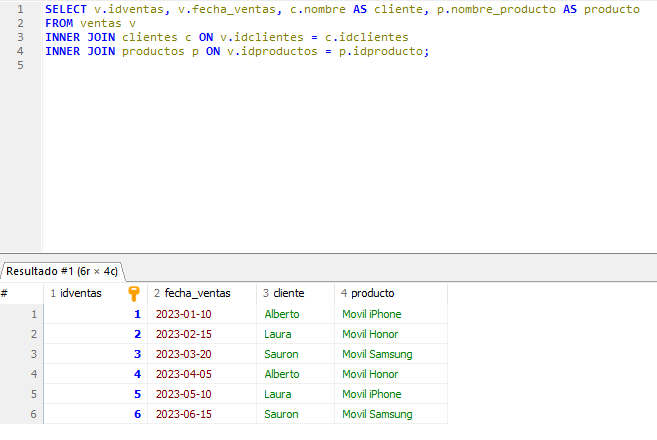 1 SELECT v.idventas, v.fecha_ventas, c.nombre AS cliente, p.nombre_producto AS producto
2 FROM ventas v
3 INNER JOIN clientes c ON v.idclientes = c.idclientes
4 INNER JOIN productos p ON v.idproductos = p.idproducto;
5
Resultado #1 (6r × 4c)
# 1 idventas 2 fecha_ventas 3 cliente 4 producto
1 1 2023-01-10 Alberto Movil iPhone
2 2 2023-02-15 Laura Movil Honor
3 3 2023-03-20 Sauron Movil Samsung
4 4 2023-04-05 Alberto Movil Honor
5 5 2023-05-10 Laura Movil iPhone
6 6 2023-06-15 Sauron Movil Samsung